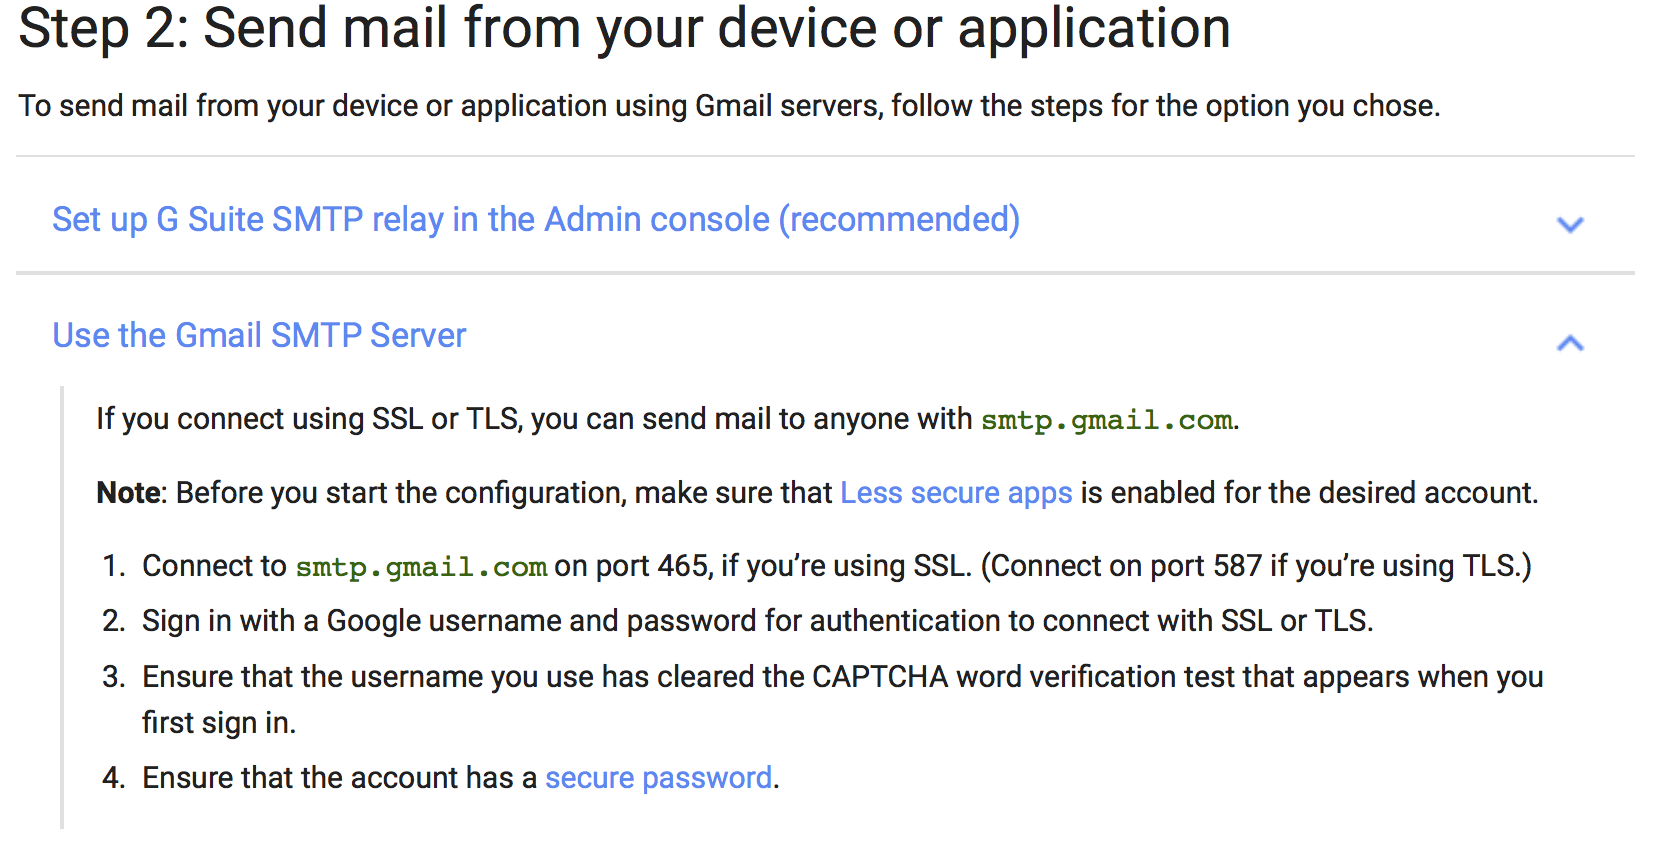 Step 2: Send mail from your device or application
To send mail from your device or application using Gmail servers, follow the steps for the option you chose.
Set up G Suite SMTP relay in the Admin console (recommended)
Use the Gmail SMTP Server
If you connect using SSL or TLS, you can send mail to anyone with smtp.gmail.com.
Note: Before you start the configuration, make sure that Less secure apps is enabled for the desired account.
1. Connect to smtp.gmail.com on port 465, if you’re using SSL. (Connect on port 587 if you’re using TLS.)
2. Sign in with a Google username and password for authentication to connect with SSL or TLS.
3. Ensure that the username you use has cleared the CAPTCHA word verification test that appears when you
first sign in.
4. Ensure that the account has a secure password.